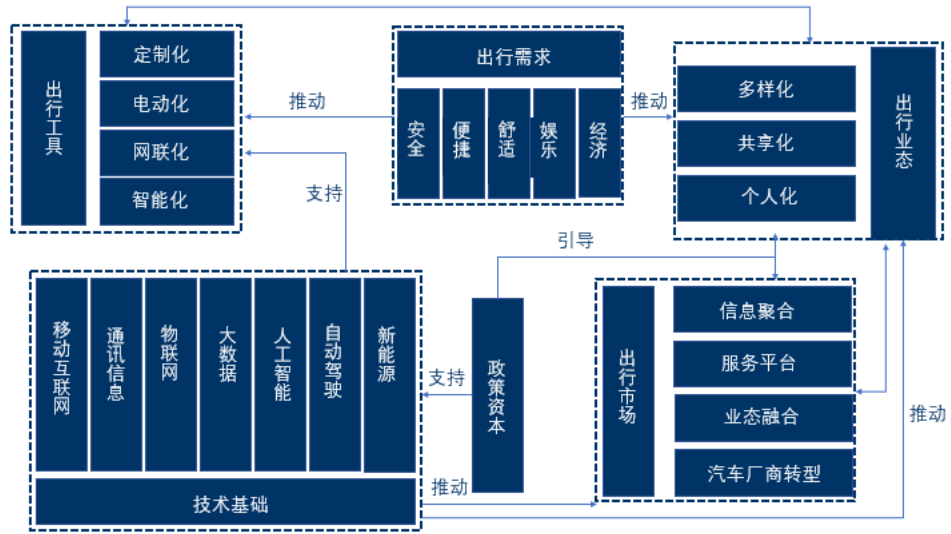 出行工具
定制化
电动化
网联化
智能化
推动
出行需求
安全
便捷
舒适
娱乐
经济
推动
多样化
共享化
个人化
出行业态
支持
引导
移动互联网
通讯信息
物联网
大数据
人工智能
自动驾驶
新能源
技术基础
支持
政策资本
出行市场
信息聚合
服务平台
业态融合
汽车厂商转型
推动
推动